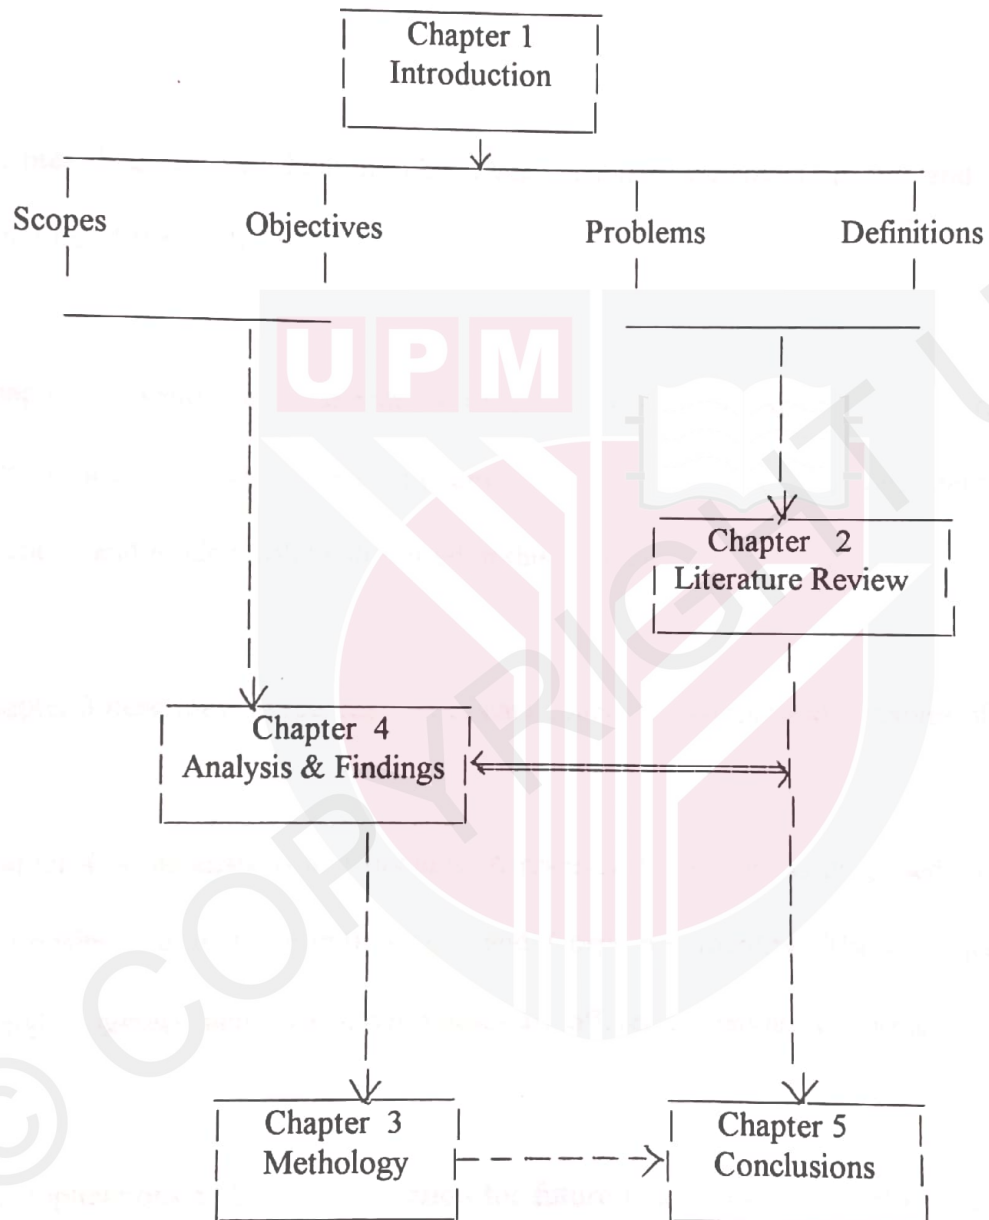 Chapter 1
Introduction
Scopes
Objectives
Problems
Definitions
UPM
Chapter 2
Literature Review
Chapter 4
Analysis & Findings
Chapter 3
Methology
Chapter 5
Conclusions
© COPYRIGHT U